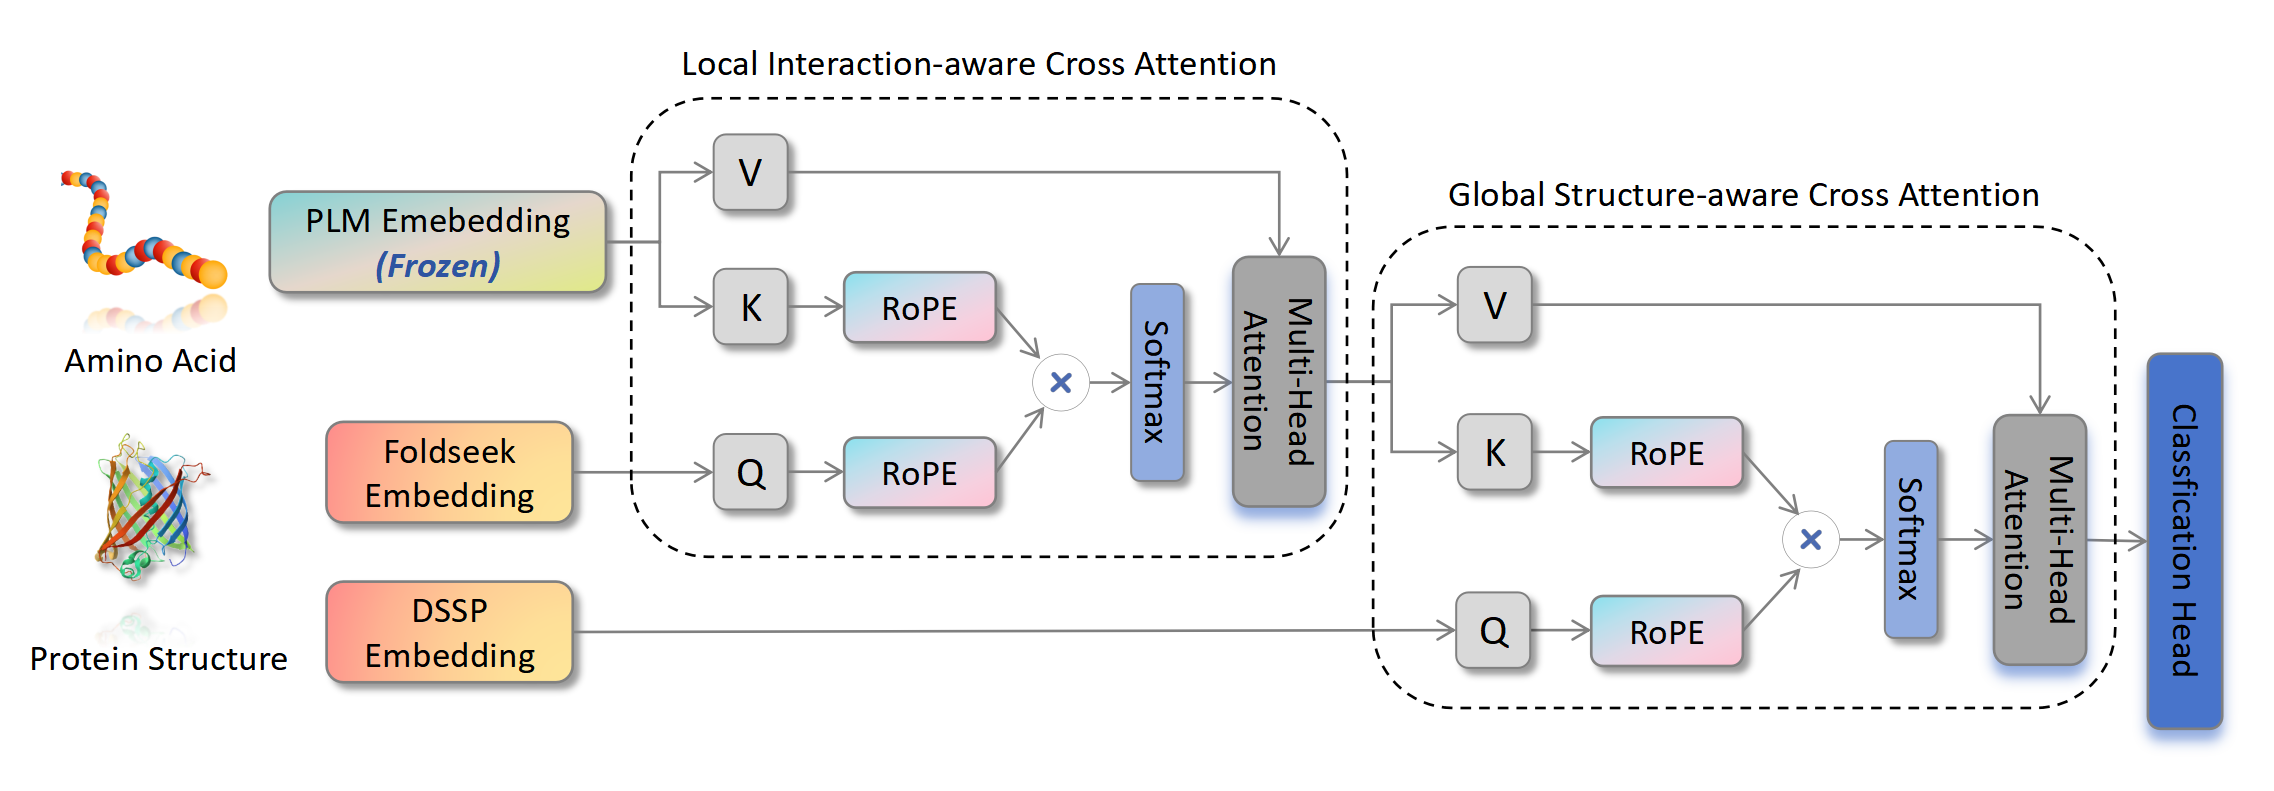 Local Interaction-aware Cross Attention
Global Structure-aware Cross Attention
Amino Acid
Protein Structure
PLM Emebedding
(Frozen)
Foldseek
Embedding
DSSP
Embedding
V
K
RoPE
Q
RoPE
Softmax
Multi-Head
Attention
V
K
RoPE
Q
RoPE
Softmax
Multi-Head
Attention
Classfication Head